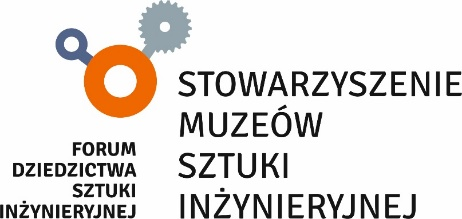 FORUM
DZIEDZICTWA
SZTUKI
INŻYNIERYJNEJ
STOWARZYSZENIE
MUZEÓW
SZTUKI
INŻYNIERYJNEJ